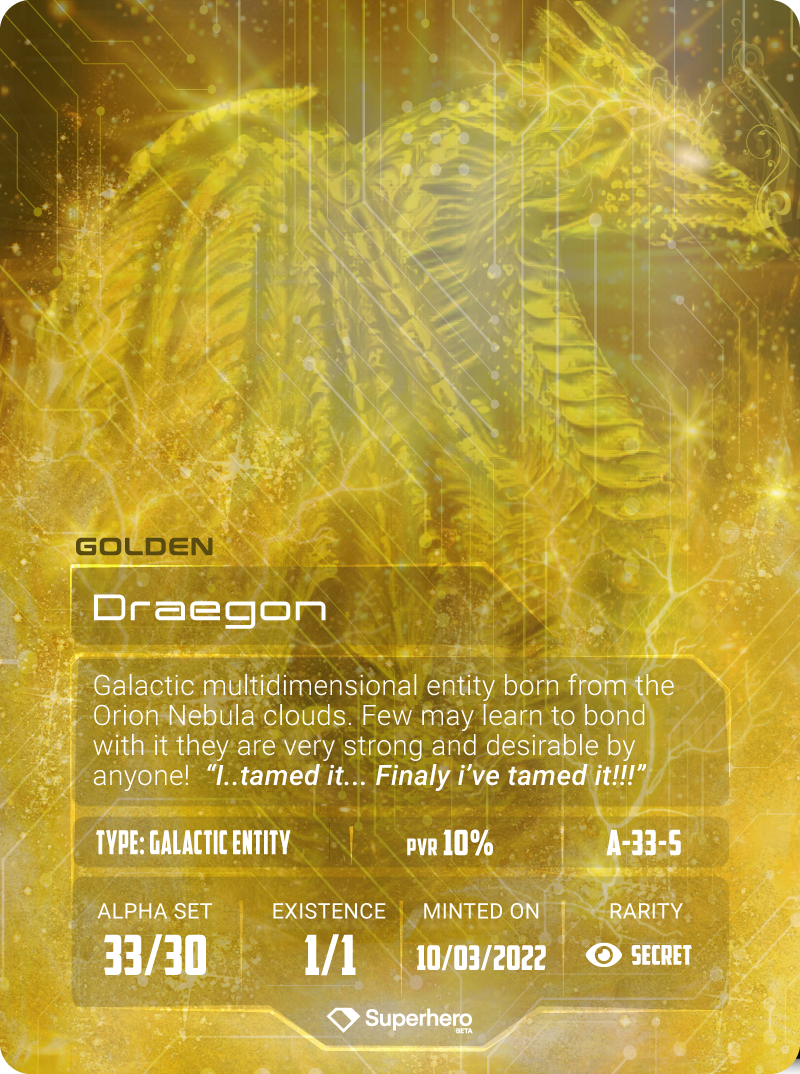 GOLDEN
Draegon
Galactic multidimensional entity born from the
Orion Nebula clouds. Few may learn to bond
with it they are very strong and desirable by
anyone! “I..tamed it... Finaly i’ve tamed it!!!”
TYPE: GALACTIC ENTITY PVR 10% A-33-S
ALPHA SET EXISTENCE MINTED ON RARITY
33/30 1/1 10/03/2022 SECRET
Superhero
BETA